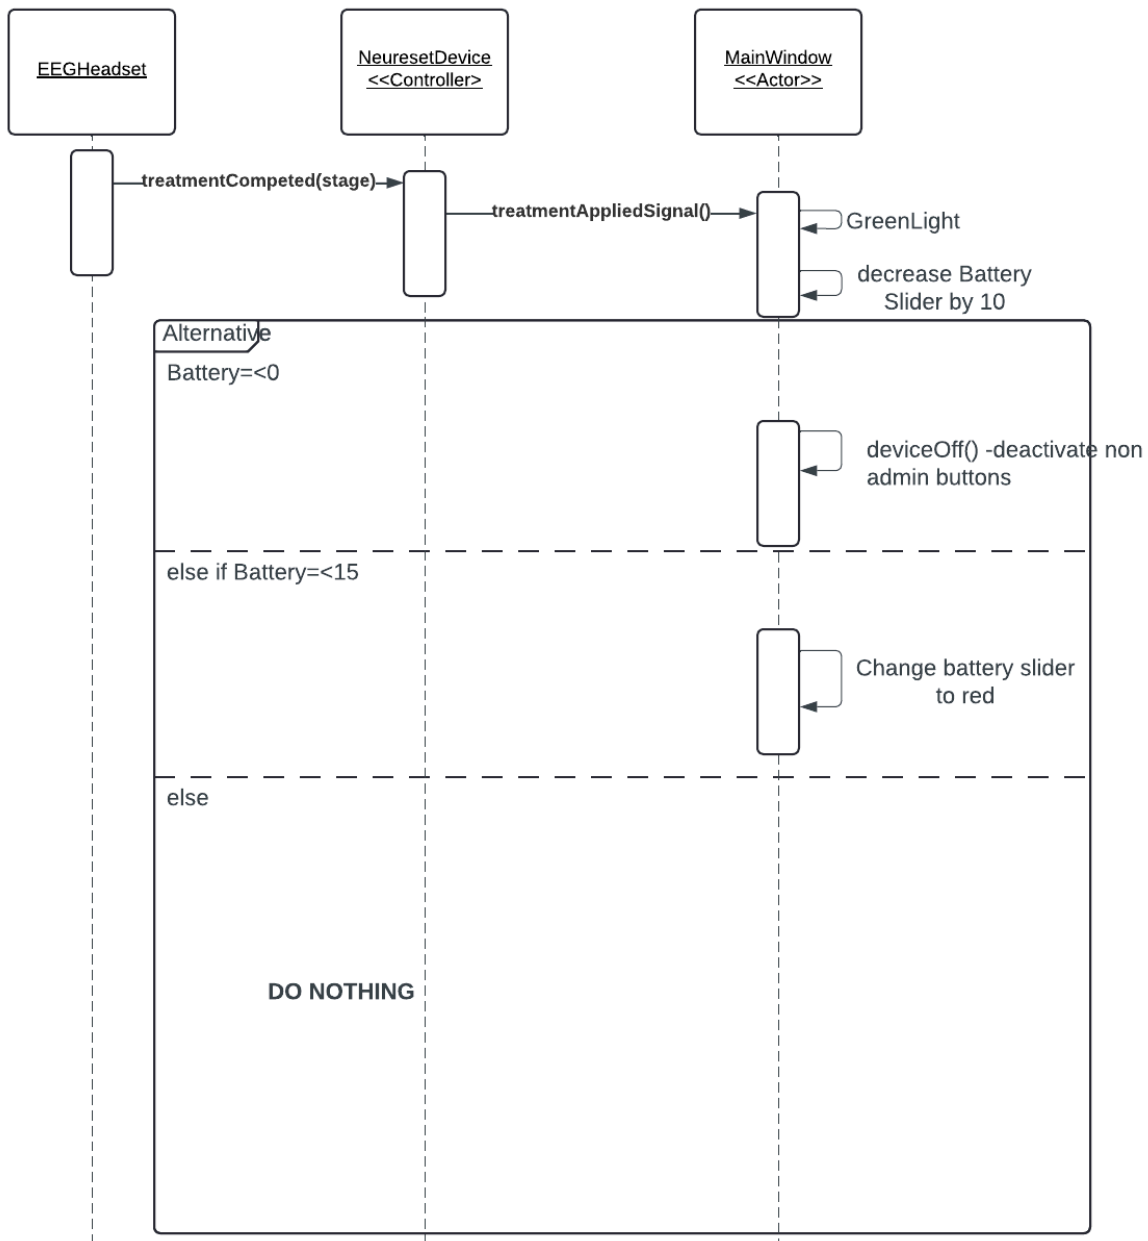 EEGHeadset
NeuresetDevice
<<Controller>
MainWindow
<<Actor>>
treatmentCompeted(stage)
treatmentAppliedSignal()
GreenLight
decrease Battery
Slider by 10
Alternative
Battery=<0
deviceOff() -deactivate non
admin buttons
else if Battery=<15
Change battery slider
to red
else
DO NOTHING